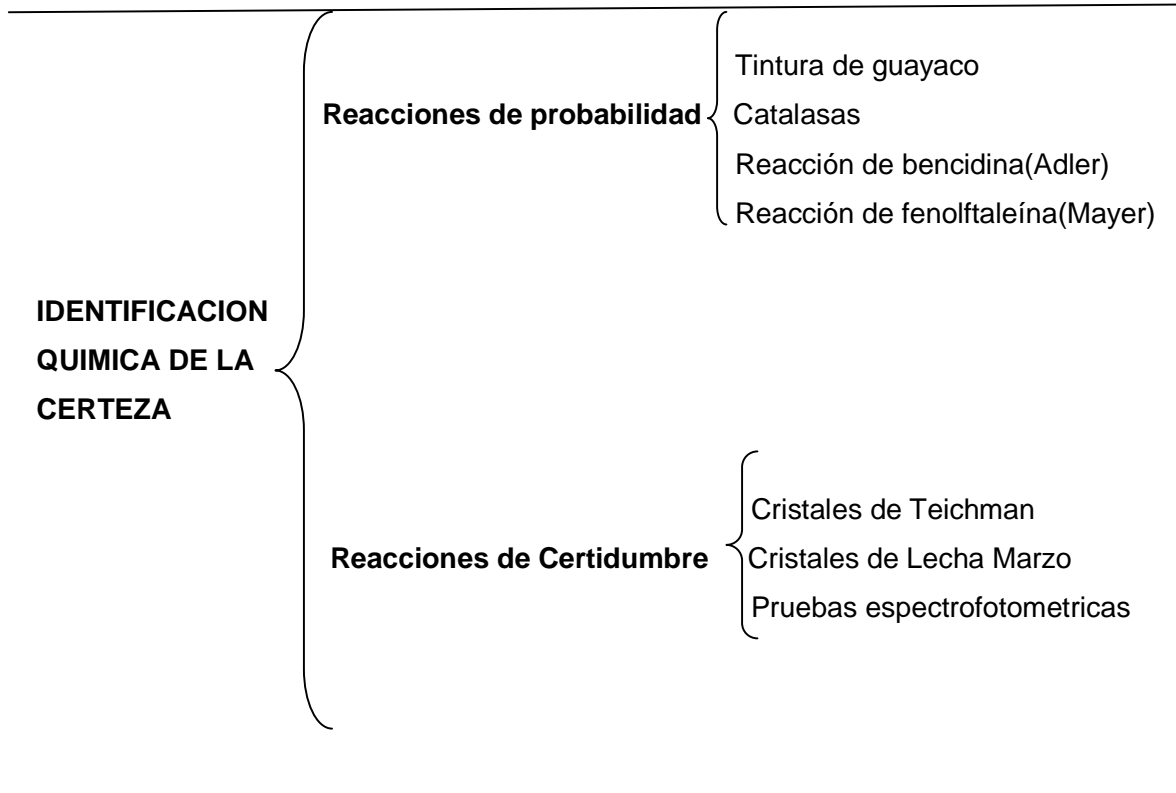 IDENTIFICACION
QUIMICA DE LA
CERTEZA
Reacciones de probabilidad
Tintura de guayaco
Catalasas
Reacción de bencidina(Adler)
Reacción de fenolftaleína(Mayer)
Reacciones de Certidumbre
Cristales de Teichman
Cristales de Lecha Marzo
Pruebas espectrofotometricas